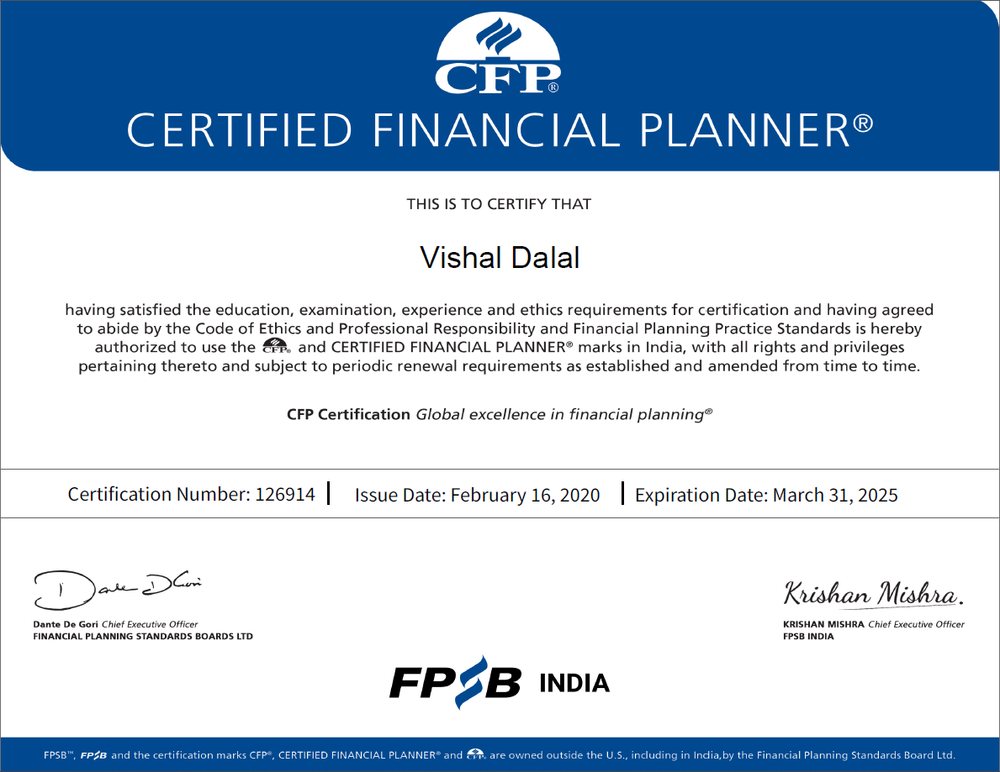 CFP®
CERTIFIED FINANCIAL PLANNER®
THIS IS TO CERTIFY THAT
Vishal Dalal
having satisfied the education, examination, experience and ethics requirements for certification and having agreed
to abide by the Code of Ethics and Professional Responsibility and Financial Planning Practice Standards is hereby
authorized to use the CFP® and CERTIFIED FINANCIAL PLANNER® marks in India, with all rights and privileges
pertaining thereto and subject to periodic renewal requirements as established and amended from time to time.
CFP Certification Global excellence in financial planning®
Certification Number: 126914 | Issue Date: February 16, 2020 | Expiration Date: March 31, 2025
Dante D Gori
Krishan Mishra.
Dante De Gori Chief Executive Officer
FINANCIAL PLANNING STANDARDS BOARDS LTD
KRISHAN MISHRA Chief Executive Officer
FPSB INDIA
FPSB INDIA
FPSB™, FPSB and the certification marks CFP®, CERTIFIED FINANCIAL PLANNER® and CFP® are owned outside the U.S., including in India,by the Financial Planning Standards Board Ltd.